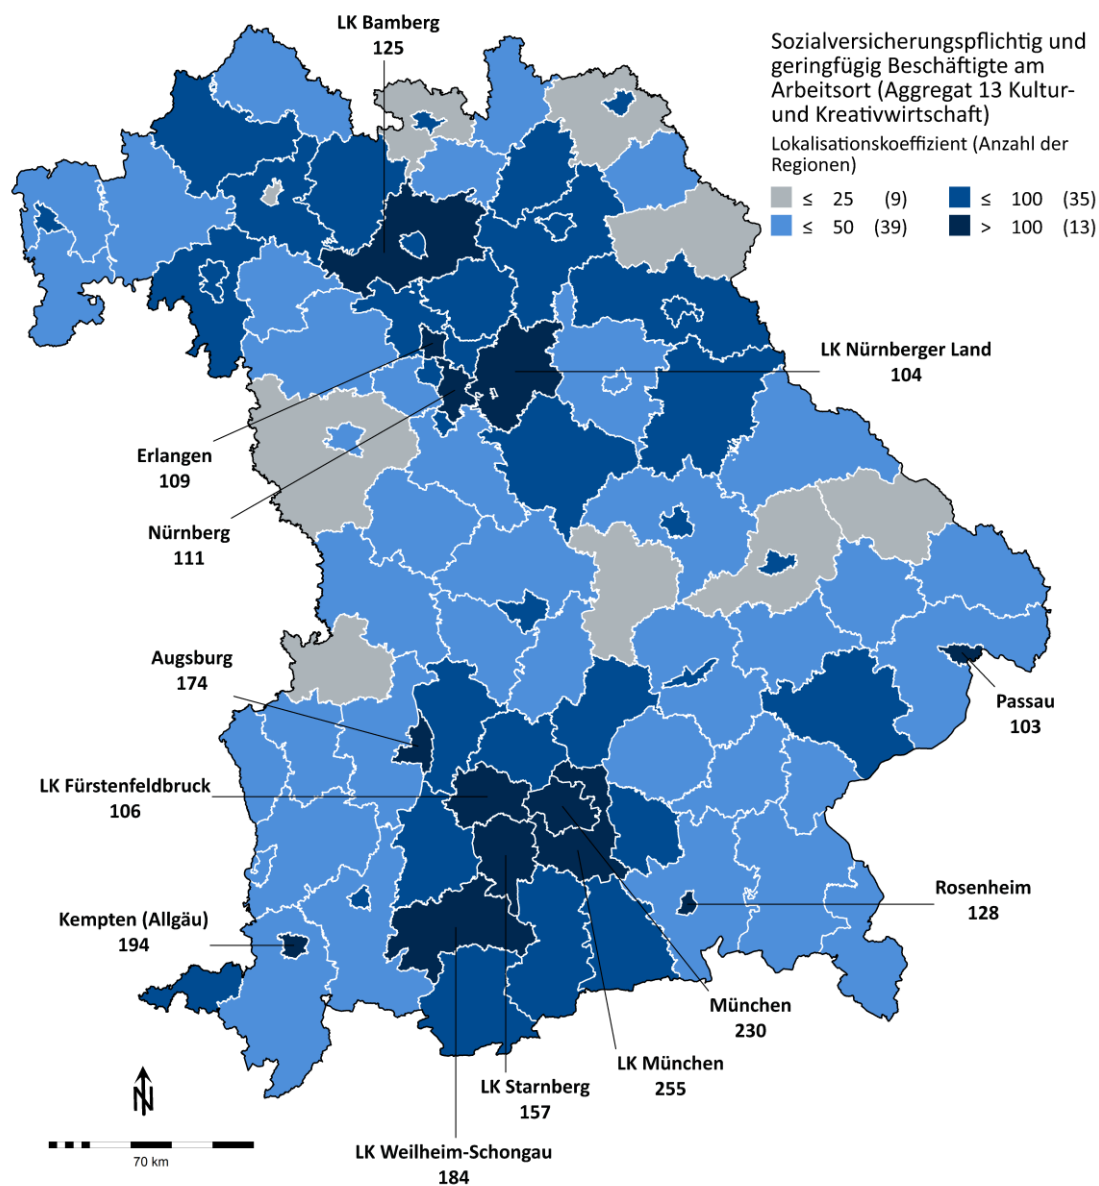 LK Bamberg
125
Sozialversicherungspflichtig und
geringfügig Beschäftigte am
Arbeitsort (Aggregat 13 Kultur-
und Kreativwirtschaft)
Lokalisationskoeffizient (Anzahl der
Regionen)
≤ 25 (9)
≤ 100 (35)
≤ 50 (39)
> 100 (13)
LK Nürnberger Land
104
Erlangen
109
Nürnberg
111
Augsburg
174
Passau
103
LK Fürstenfeldbruck
106
Rosenheim
128
Kempten (Allgäu)
194
München
230
LK München
255
LK Starnberg
157
LK Weilheim-Schongau
184
N
70 km